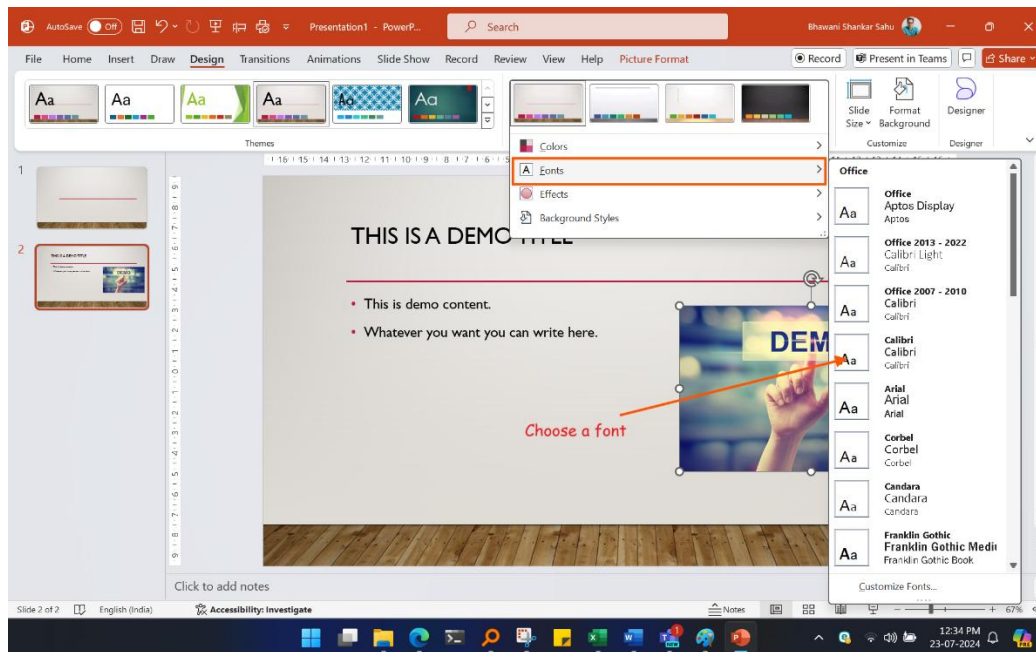 AutoSave Off Presentation1 - PowerP... Search Bhawani Shankar Sahu
File Home Insert Draw Design Transitions Animations Slide Show Record Review View Help Picture Format Record Present in Teams Share
Aa Aa Aa Aa Aa Aa
Slide Size Format Background Designer
Themes Customize Designer
Colors
Fonts
Effects
Background Styles
1
2
THIS IS A DEMO TITLE
• This is demo content.
• Whatever you want you can write here.
DEM
Choose a font
Office
Aa Office
Aptos Display
Aptos
Aa Office 2013 - 2022
Calibri Light
Calibri
Aa Office 2007 - 2010
Calibri
Calibri
Aa Calibri
Calibri
Calibri
Aa Arial
Arial
Arial
Aa Corbel
Corbel
Corbel
Aa Candara
Candara
Candara
Aa Franklin Gothic
Franklin Gothic Mediu
Franklin Gothic Book
Customize Fonts...
Click to add notes
Slide 2 of 2 English (India) Accessibility: Investigate Notes 67%
12:34 PM
23-07-2024